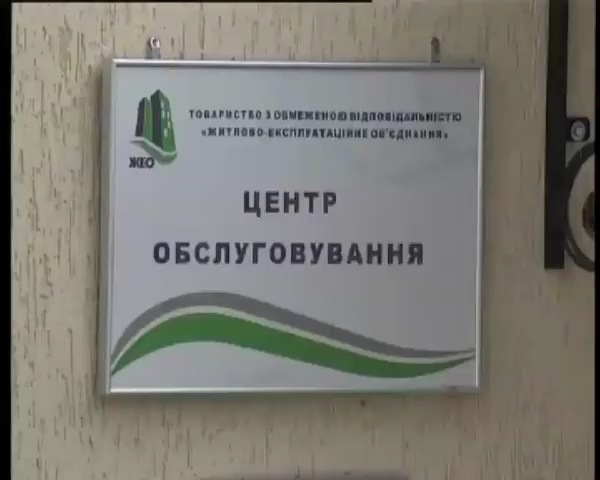 ТОВАРИСТВО З ОБМЕЖЕНОЮ ВІДПОВІДАЛЬНІСТЮ
«ЖИТЛОВО-ЕКСПЛУАТАЦІЙНЕ ОБ'ЄДНАННЯ»
ЖЕО
ЦЕНТР
ОБСЛУГОВУВАННЯ